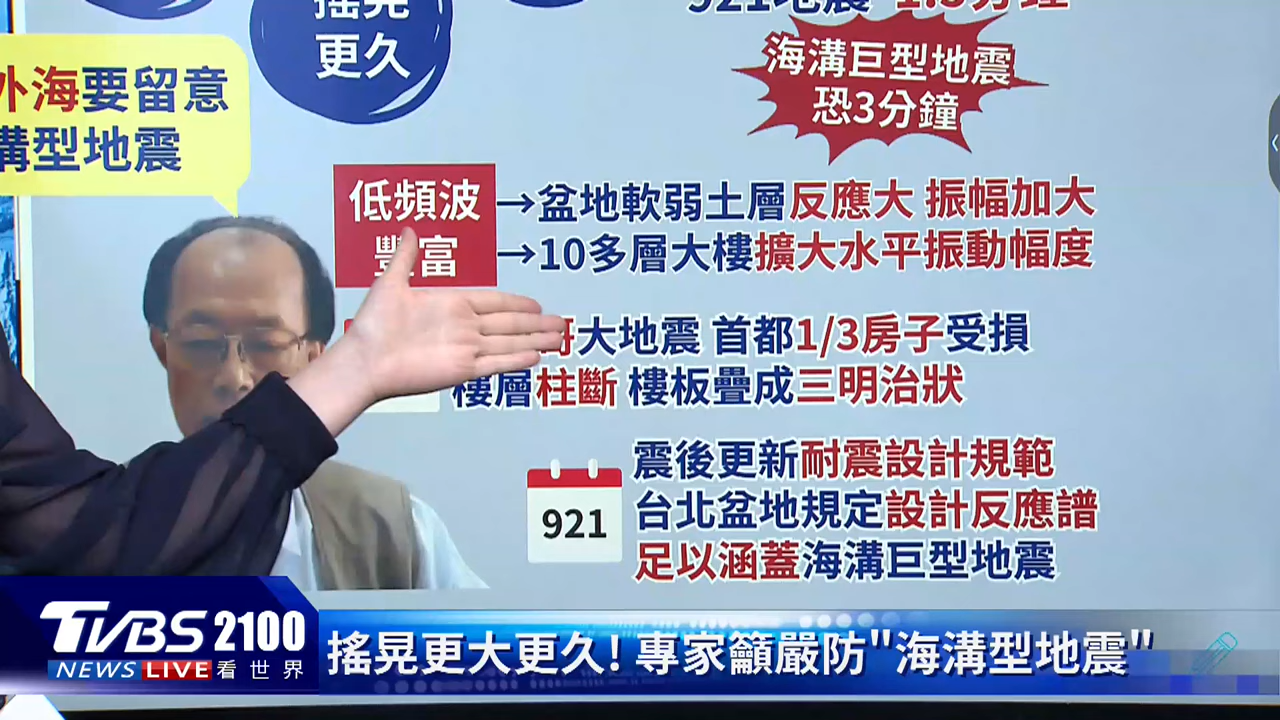 搖晃
更久
921地震
外海要留意
溝型地震
海溝巨型地震
恐3分鐘
低頻波
豐富
→盆地軟弱土層反應大 振幅加大
→10多層大樓擴大水平振動幅度
大地震 首都1/3房子受損
樓層柱斷 樓板疊成三明治狀
921
震後更新耐震設計規範
台北盆地規定設計反應譜
足以涵蓋海溝巨型地震
TVBS 2100
NEWS LIVE 看世界
搖晃更大更久! 專家籲嚴防"海溝型地震"